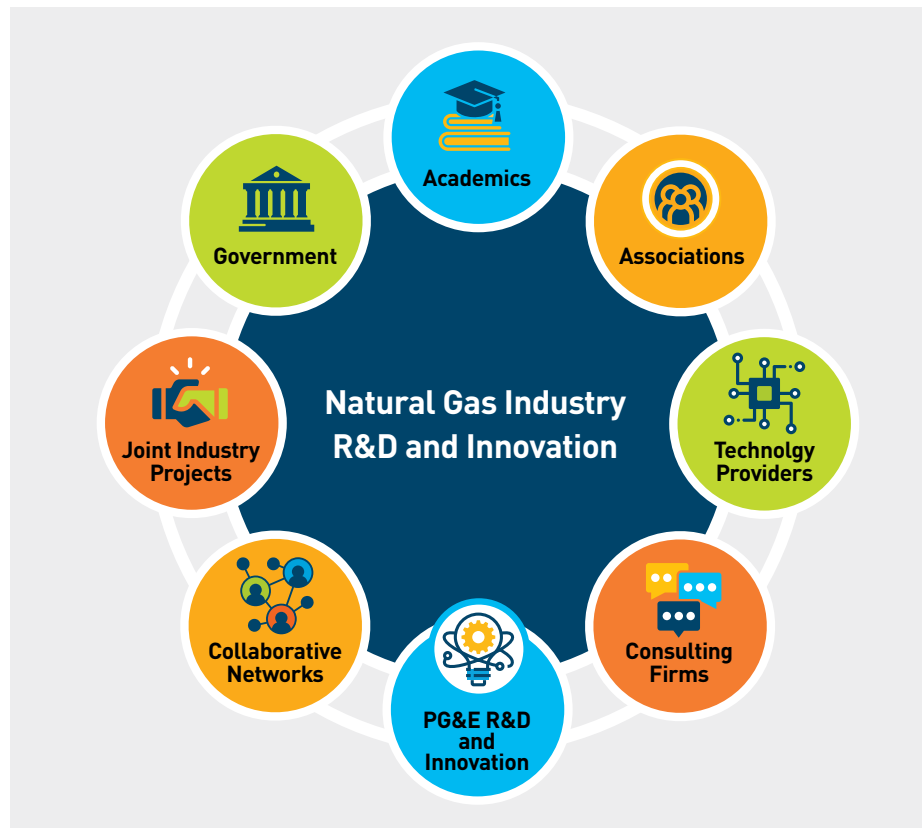 Academics
Government
Associations
Natural Gas Industry
R&D and Innovation
Joint Industry
Projects
Technolgy
Providers
Collaborative
Networks
Consulting
Firms
PG&E R&D
and
Innovation